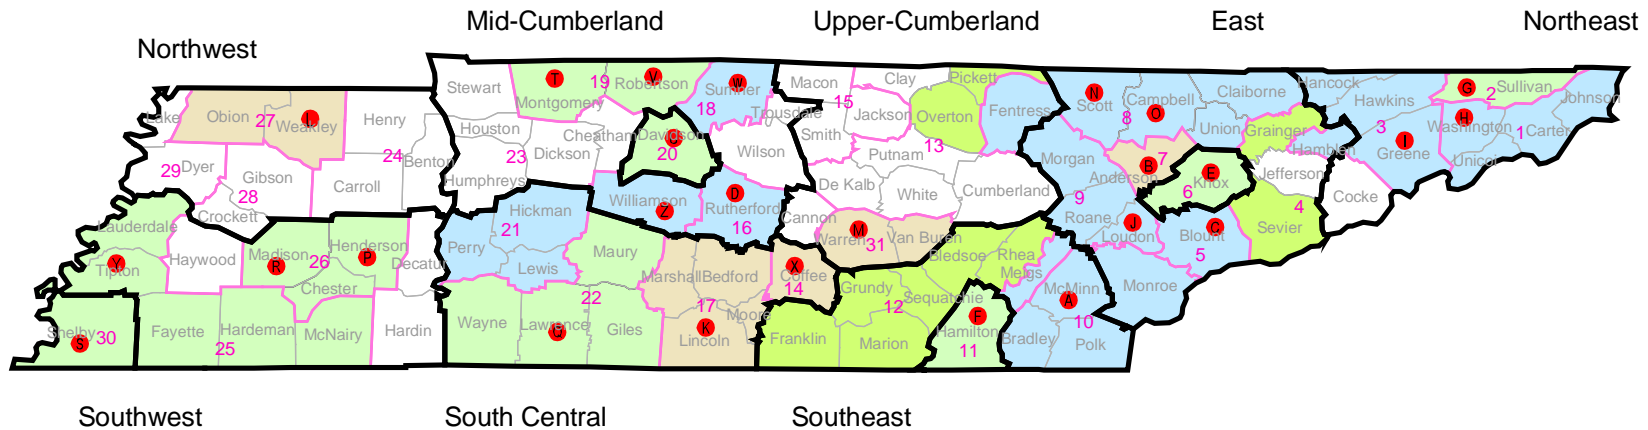 Mid-Cumberland
Upper-Cumberland
East
Northeast
Northwest
Stewart
T
Montgomery
19
V
Robertson
W
Sumner
18
Macon
15
Clay
Pickett
N
Scott
8
Campbell
O
Claiborne
Hancock
G
2
Sullivan
Johnson
Lake
Obion
27
L
Weakley
Henry
Houston
Cheatham
Davidson
U
20
Trousdale
Smith
Jackson
Overton
Fentress
Union
Grainger
Hawkins
3
I
Greene
Washington
H
1
Carter
Unicoi
Hamblen
29
Dyer
Gibson
28
24
Benton
Carroll
Humphreys
23
Dickson
Wilson
Putnam
13
Morgan
Anderson
B
7
E
Knox
6
Jefferson
Cocke
4
Crockett
De Kalb
White
Cumberland
9
Roane
Lauderdale
Hickman
21
Williamson
Z
D
Rutherford
16
Cannon
M
Warren
31
Van Buren
J
Loudon
C
Blount
5
Sevier
Y
Tipton
Haywood
Madison
R
26
Henderson
P
Decatur
Chester
Perry
Lewis
Maury
Marshall
Bedford
X
Coffee
14
Bledsoe
Rhea
Meigs
McMinn
A
10
Monroe
Grundy
12
Sequatchie
Shelby
S
30
Fayette
25
Hardeman
McNairy
Hardin
Wayne
Lawrence
Q
22
Giles
17
Moore
K
Lincoln
Franklin
Marion
F
Hamilton
11
Bradley
Polk
Southwest
South Central
Southeast